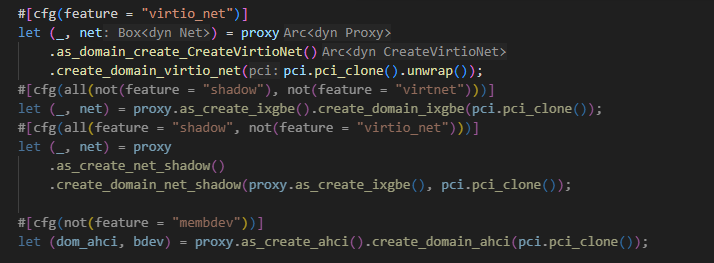 #[cfg(feature = "virtio_net")]
let (_, net: Box<dyn Net>) = proxy Arc<dyn Proxy>
.as_domain_create_CreateVirtioNet() Arc<dyn CreateVirtioNet>
.create_domain_virtio_net(pci: pci.pci_clone().unwrap());
#[cfg(all(not(feature = "shadow"), not(feature = "virtnet")))]
let (_, net) = proxy.as_create_ixgbe().create_domain_ixgbe(pci.pci_clone());
#[cfg(all(feature = "shadow", not(feature = "virtio_net")))]
let (_, net) = proxy
.as_create_net_shadow()
.create_domain_net_shadow(proxy.as_create_ixgbe(), pci.pci_clone());
#[cfg(not(feature = "membdev"))]
let (dom_ahci, bdev) = proxy.as_create_ahci().create_domain_ahci(pci.pci_clone());